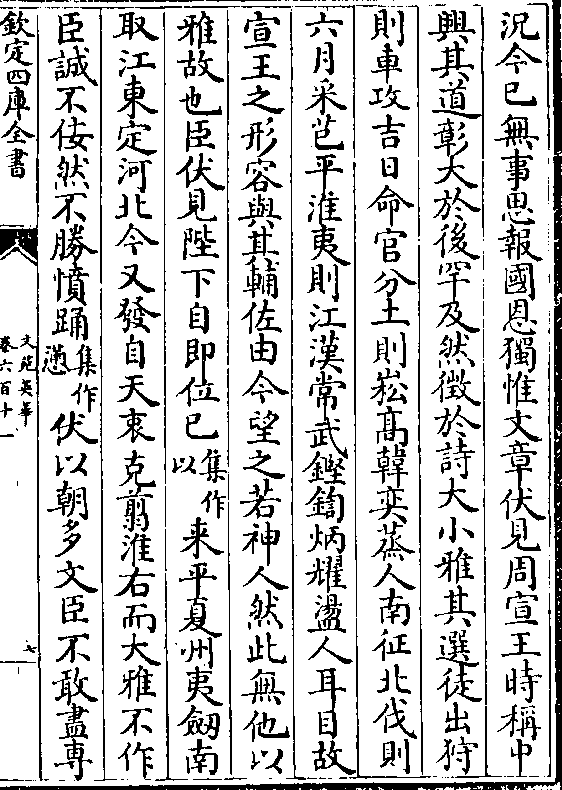 況今已無事思報國恩獨惟文章伏見周宣王時稱中
興其道彰大於後罕及然徵於詩大小雅其選徒出狩
則車攻吉日命官分土則崧髙韓奕蒸人南征北伐則
六月采芑平淮夷則江漢常武鏗鍧炳耀盪人耳目故
宣王之形容與其輔佐由今望之若神人然此無他以
雅故也臣伏見陛下自即位已集作以来平夏州夷劒南
取江東定河北今又發自天衷克翦淮右而大雅不作
臣誠不佞然不勝憤踊集作懣伏以朝多文臣不敢盡専
欽定四庫全書
文苑英華
卷六百十一
七